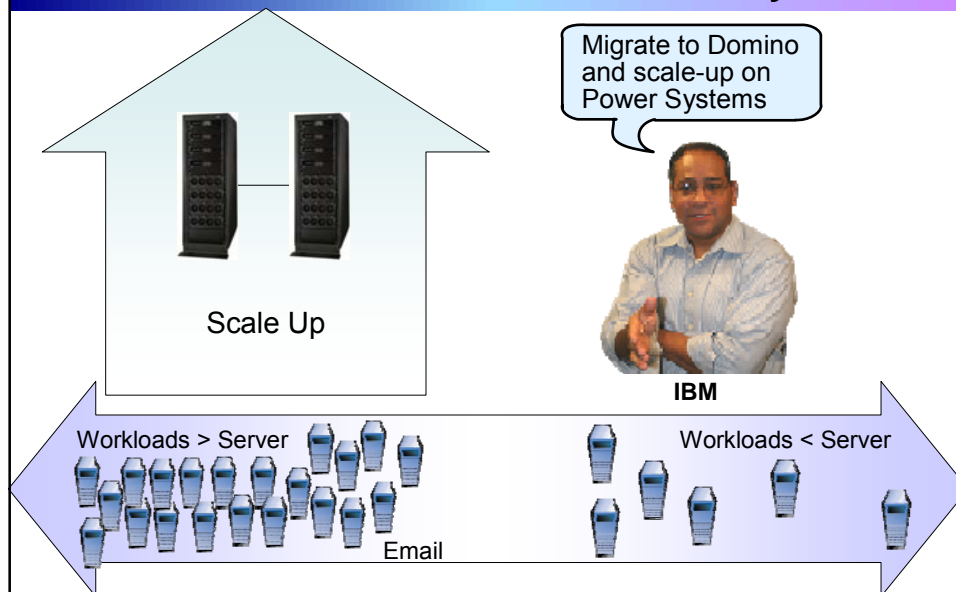 Migrate to Domino
and scale-up on
Power Systems
Scale Up
IBM
Workloads > Server
Workloads < Server
Email